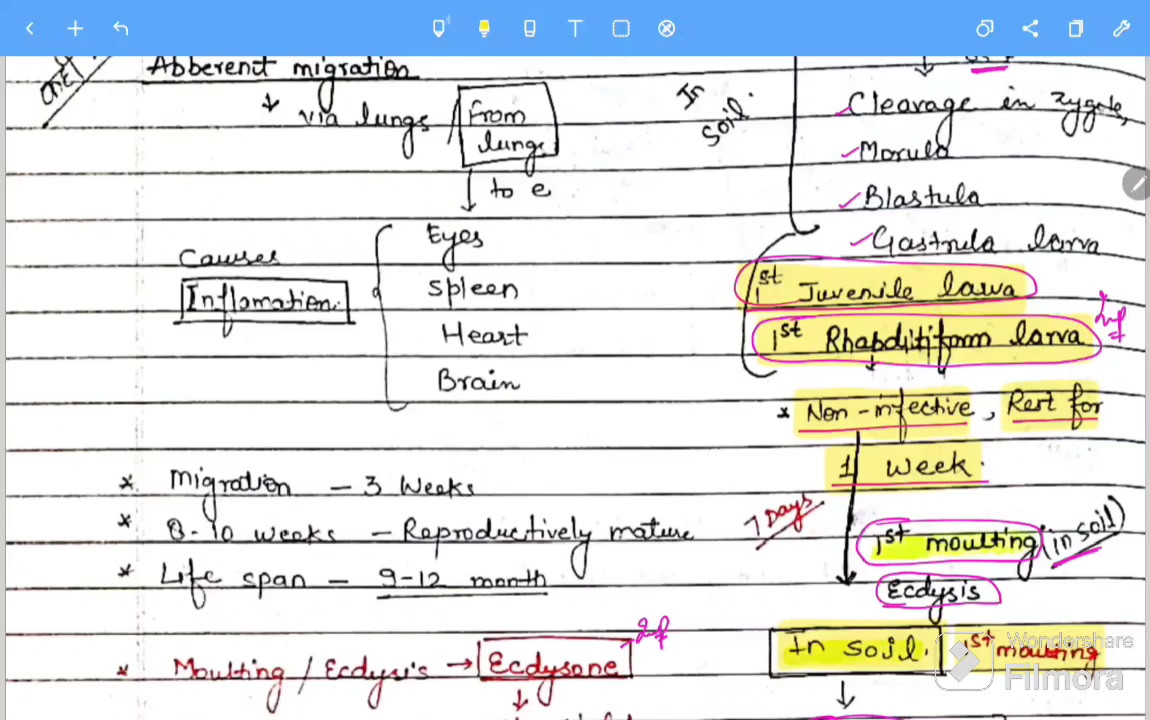 Abberent migration
via lungs / From
lungs
to e
Causes
Inflamation
Eyes
Spleen
Heart
Brain
* Migration - 3 Weeks
* 8-10 weeks - Reproductively mature
* Life span - 9-12 month
* Moulting / Ecdysis → Ecdysone
Imp
In
soil.
Cleavage in zygote,
Morula
Blastula
Gastrula larva
1st Juvenile larva
1st Rhabditiform larva
Imp
* Non-infective, Rest for
1 week.
7 Days
1st moulting (in soil)
Ecdysis
In soil. 1st moulting
Wondershare
Filmora